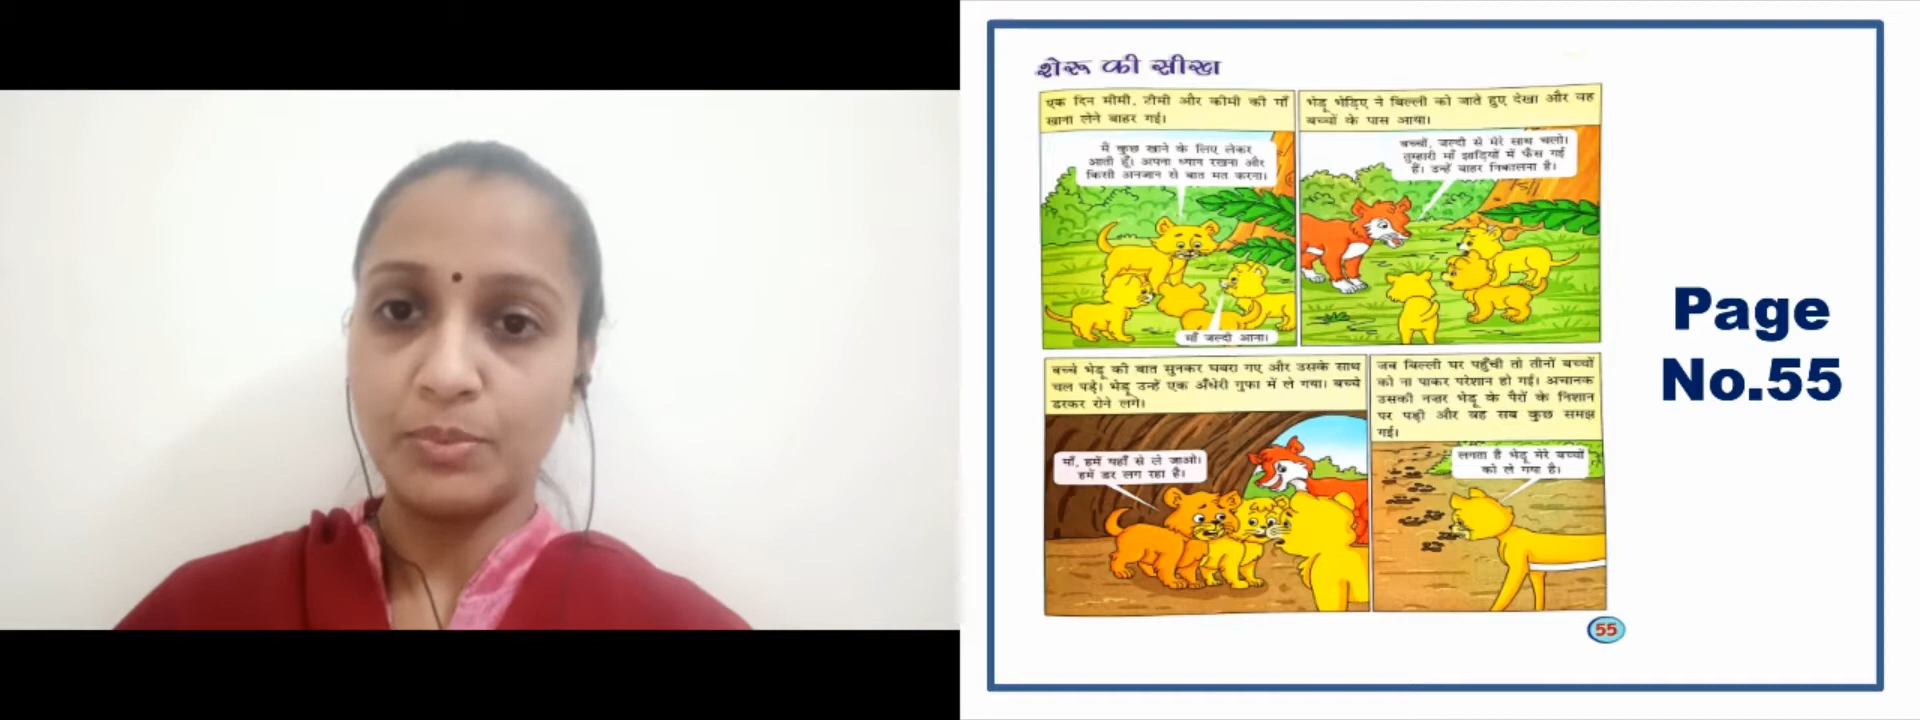 शेरू की सीख
एक दिन मीमी, टीमी और कीमी की माँ
खाना लेने बाहर गई।
मैं कुछ खाने के लिए लेकर
आती हूँ। अपना ध्यान रखना और
किसी अनजान से बात मत करना।
माँ जल्दी आना।
भेडू भेड़िए ने बिल्ली को जाते हुए देखा और वह
बच्चों के पास आया।
बच्चों, जल्दी से मेरे साथ चलो।
तुम्हारी माँ झाड़ियों में फँस गई
हैं। उन्हें बाहर निकालना है।
बच्चे भेडू की बात सुनकर घबरा गए और उसके साथ
चल पड़े। भेडू उन्हें एक अँधेरी गुफा में ले गया। बच्चे
डरकर रोने लगे।
माँ, हमें यहाँ से ले जाओ।
हमें डर लग रहा है।
जब बिल्ली घर पहुँची तो तीनों बच्चों
को ना पाकर परेशान हो गई। अचानक
उसकी नज़र भेडू के पैरों के निशान
पर पड़ी और वह सब कुछ समझ
गई।
लगता है भेडू मेरे बच्चों
को ले गया है।
55
Page
No.55